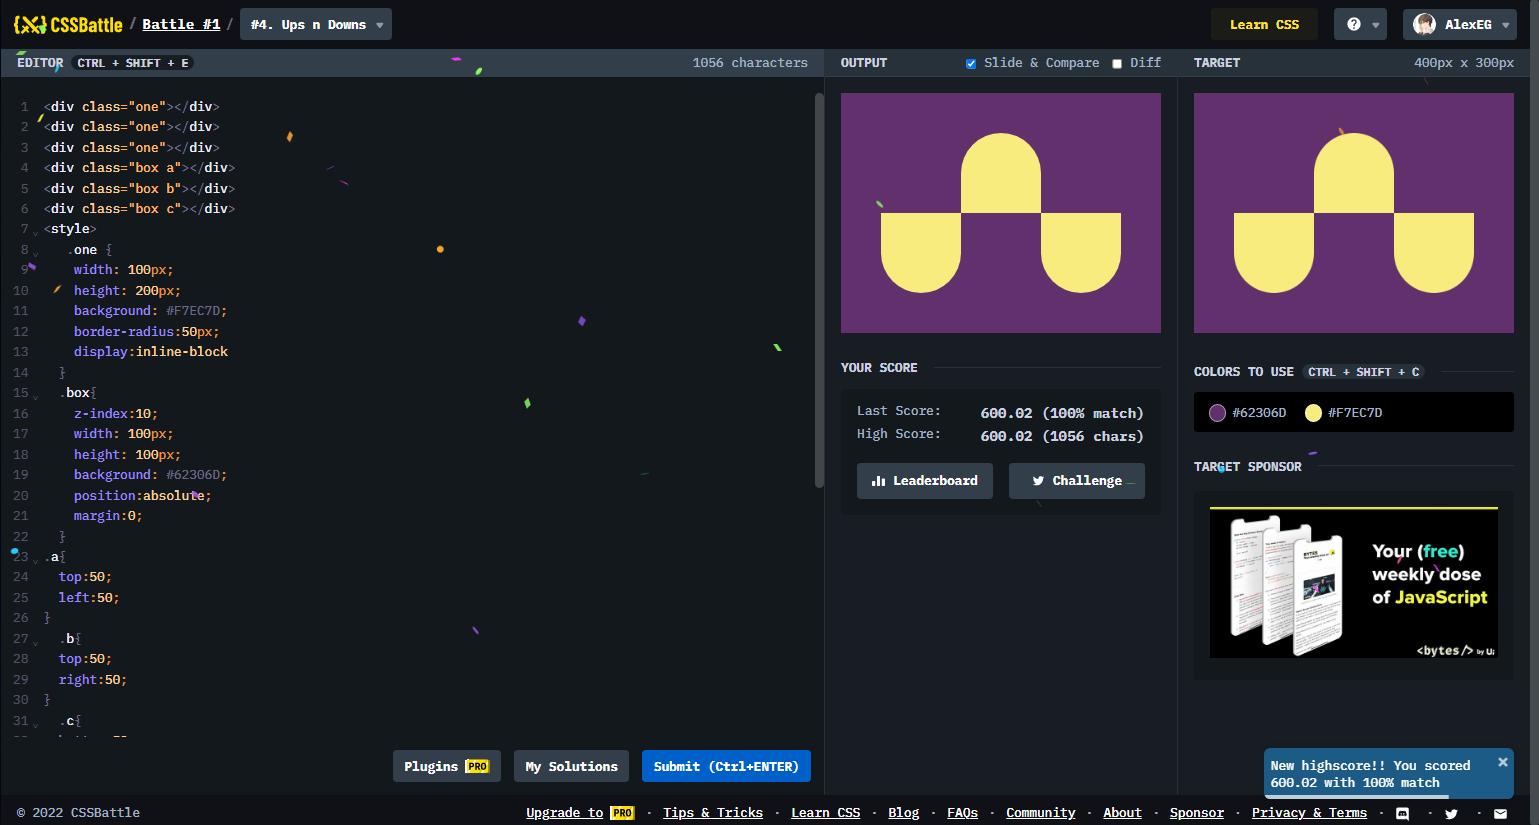 CSSBattle / Battle #1 / #4. Ups n Downs
Learn CSS
AlexEG
EDITOR CTRL + SHIFT + E 1056 characters
OUTPUT Slide & Compare Diff
TARGET 400px x 300px
1 <div class="one"></div>
2 <div class="one"></div>
3 <div class="one"></div>
4 <div class="box a"></div>
5 <div class="box b"></div>
6 <div class="box c"></div>
7 <style>
8 .one {
9 width: 100px;
10 height: 200px;
11 background: #F7EC7D;
12 border-radius:50px;
13 display:inline-block
14 }
15 .box{
16 z-index:10;
17 width: 100px;
18 height: 100px;
19 background: #62306D;
20 position:absolute;
21 margin:0;
22 }
23 .a{
24 top:50;
25 left:50;
26 }
27 .b{
28 top:50;
29 right:50;
30 }
31 .c{
Plugins PRO My Solutions Submit (Ctrl+ENTER)
YOUR SCORE
Last Score: 600.02 (100% match)
High Score: 600.02 (1056 chars)
Leaderboard Challenge
COLORS TO USE CTRL + SHIFT + C
#62306D #F7EC7D
TARGET SPONSOR
BYTES
Your (free)
weekly dose
of JavaScript
<bytes/> by ui
New highscore!! You scored
600.02 with 100% match
© 2022 CSSBattle
Upgrade to PRO · Tips & Tricks · Learn CSS · Blog · FAQs · Community · About · Sponsor · Privacy & Terms